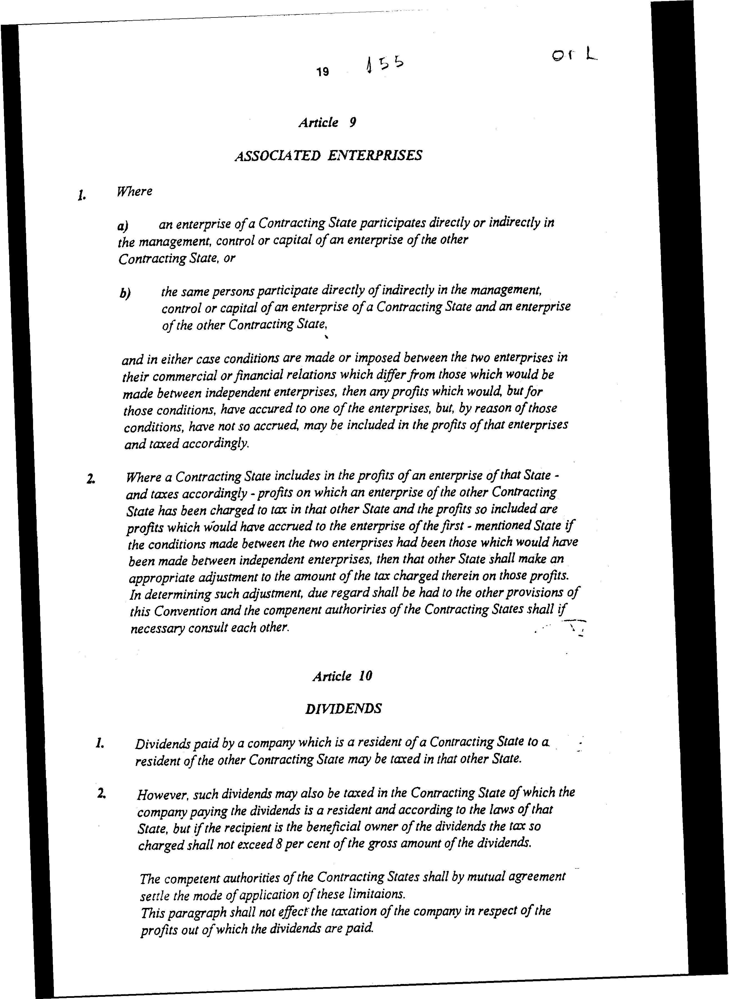 19 155 or L
Article 9
ASSOCIATED ENTERPRISES
1. Where
a) an enterprise of a Contracting State participates directly or indirectly in
the management, control or capital of an enterprise of the other
Contracting State, or
b) the same persons participate directly of indirectly in the management,
control or capital of an enterprise of a Contracting State and an enterprise
of the other Contracting State,
and in either case conditions are made or imposed between the two enterprises in
their commercial or financial relations which differ from those which would be
made between independent enterprises, then any profits which would, but for
those conditions, have accured to one of the enterprises, but, by reason of those
conditions, have not so accrued, may be included in the profits of that enterprises
and taxed accordingly.
2. Where a Contracting State includes in the profits of an enterprise of that State -
and taxes accordingly - profits on which an enterprise of the other Contracting
State has been charged to tax in that other State and the profits so included are
profits which would have accrued to the enterprise of the first - mentioned State if
the conditions made between the two enterprises had been those which would have
been made between independent enterprises, then that other State shall make an
appropriate adjustment to the amount of the tax charged therein on those profits.
In determining such adjustment, due regard shall be had to the other provisions of
this Convention and the compenent authoriries of the Contracting States shall if
necessary consult each other.
Article 10
DIVIDENDS
1. Dividends paid by a company which is a resident of a Contracting State to a
resident of the other Contracting State may be taxed in that other State.
2. However, such dividends may also be taxed in the Contracting State of which the
company paying the dividends is a resident and according to the laws of that
State, but if the recipient is the beneficial owner of the dividends the tax so
charged shall not exceed 8 per cent of the gross amount of the dividends.
The competent authorities of the Contracting States shall by mutual agreement
settle the mode of application of these limitaions.
This paragraph shall not effect the taxation of the company in respect of the
profits out of which the dividends are paid.